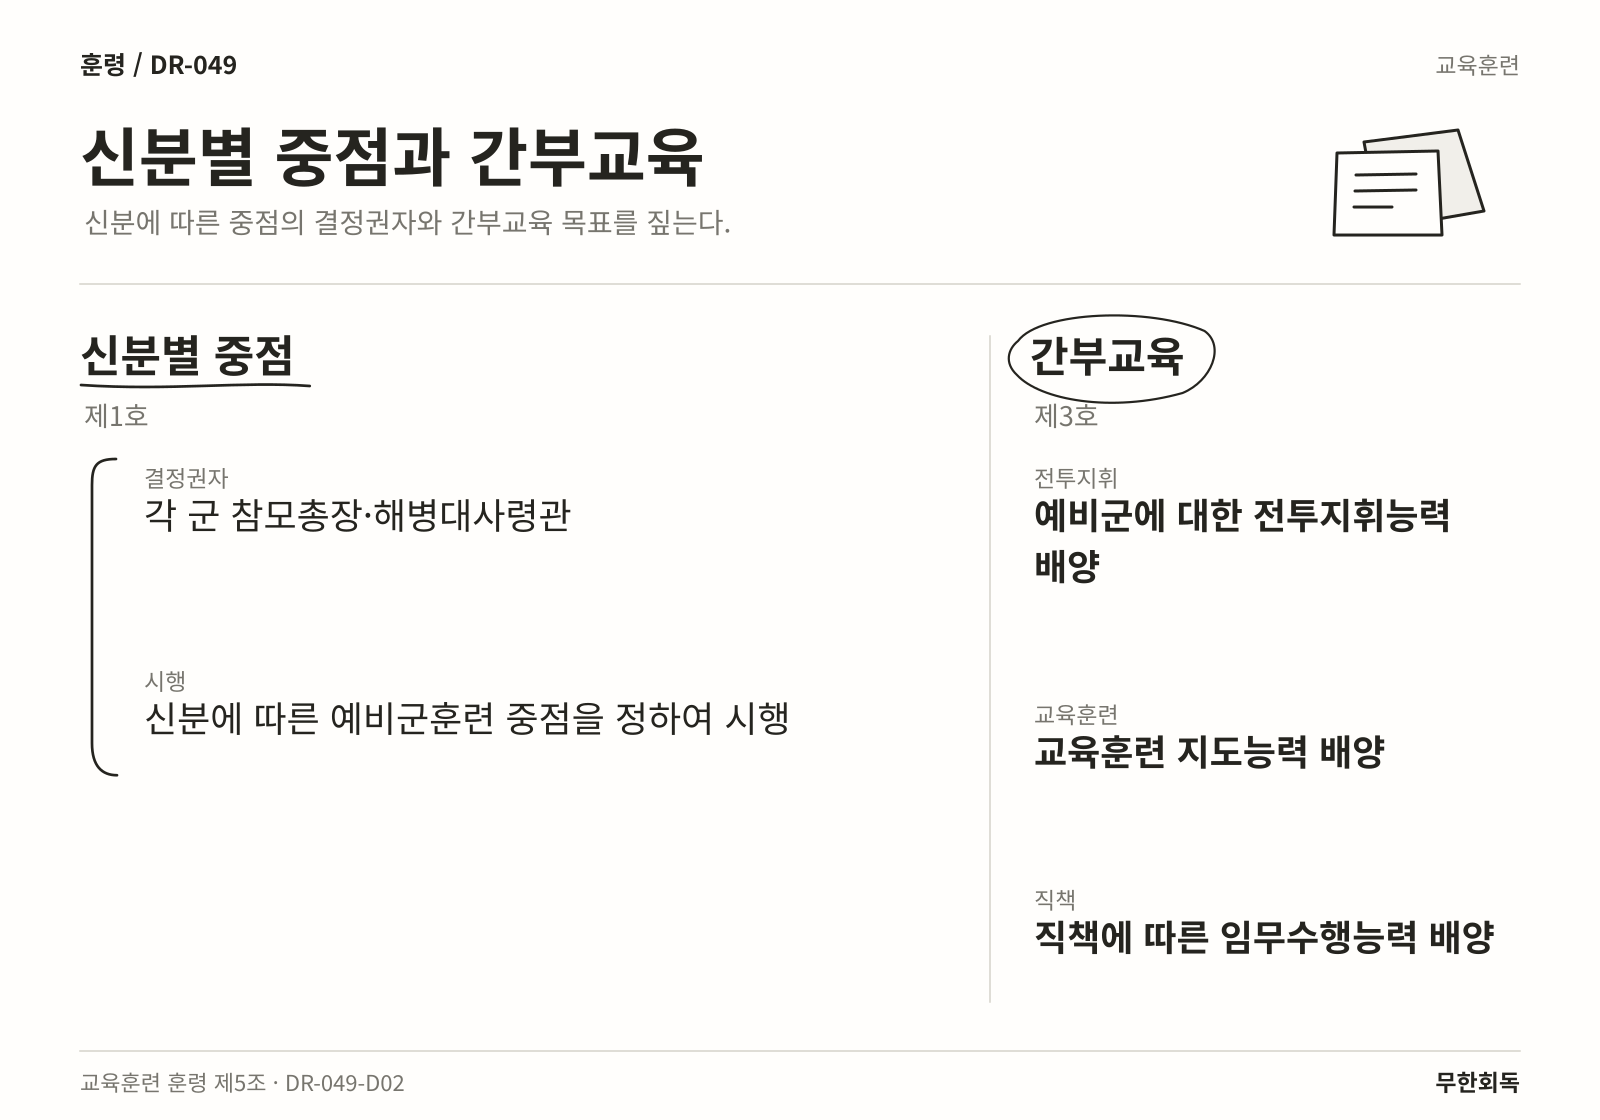 훈령 / DR-049
교육훈련
신분별 중점과 간부교육
신분에 따른 중점의 결정권자와 간부교육 목표를 짚는다.
신분별 중점
제1호
결정권자
각 군 참모총장·해병대사령관
시행
신분에 따른 예비군훈련 중점을 정하여 시행
간부교육
제3호
전투지휘
예비군에 대한 전투지휘능력
배양
교육훈련
교육훈련 지도능력 배양
직책
직책에 따른 임무수행능력 배양
교육훈련 훈령 제5조 · DR-049-D02
무한회독